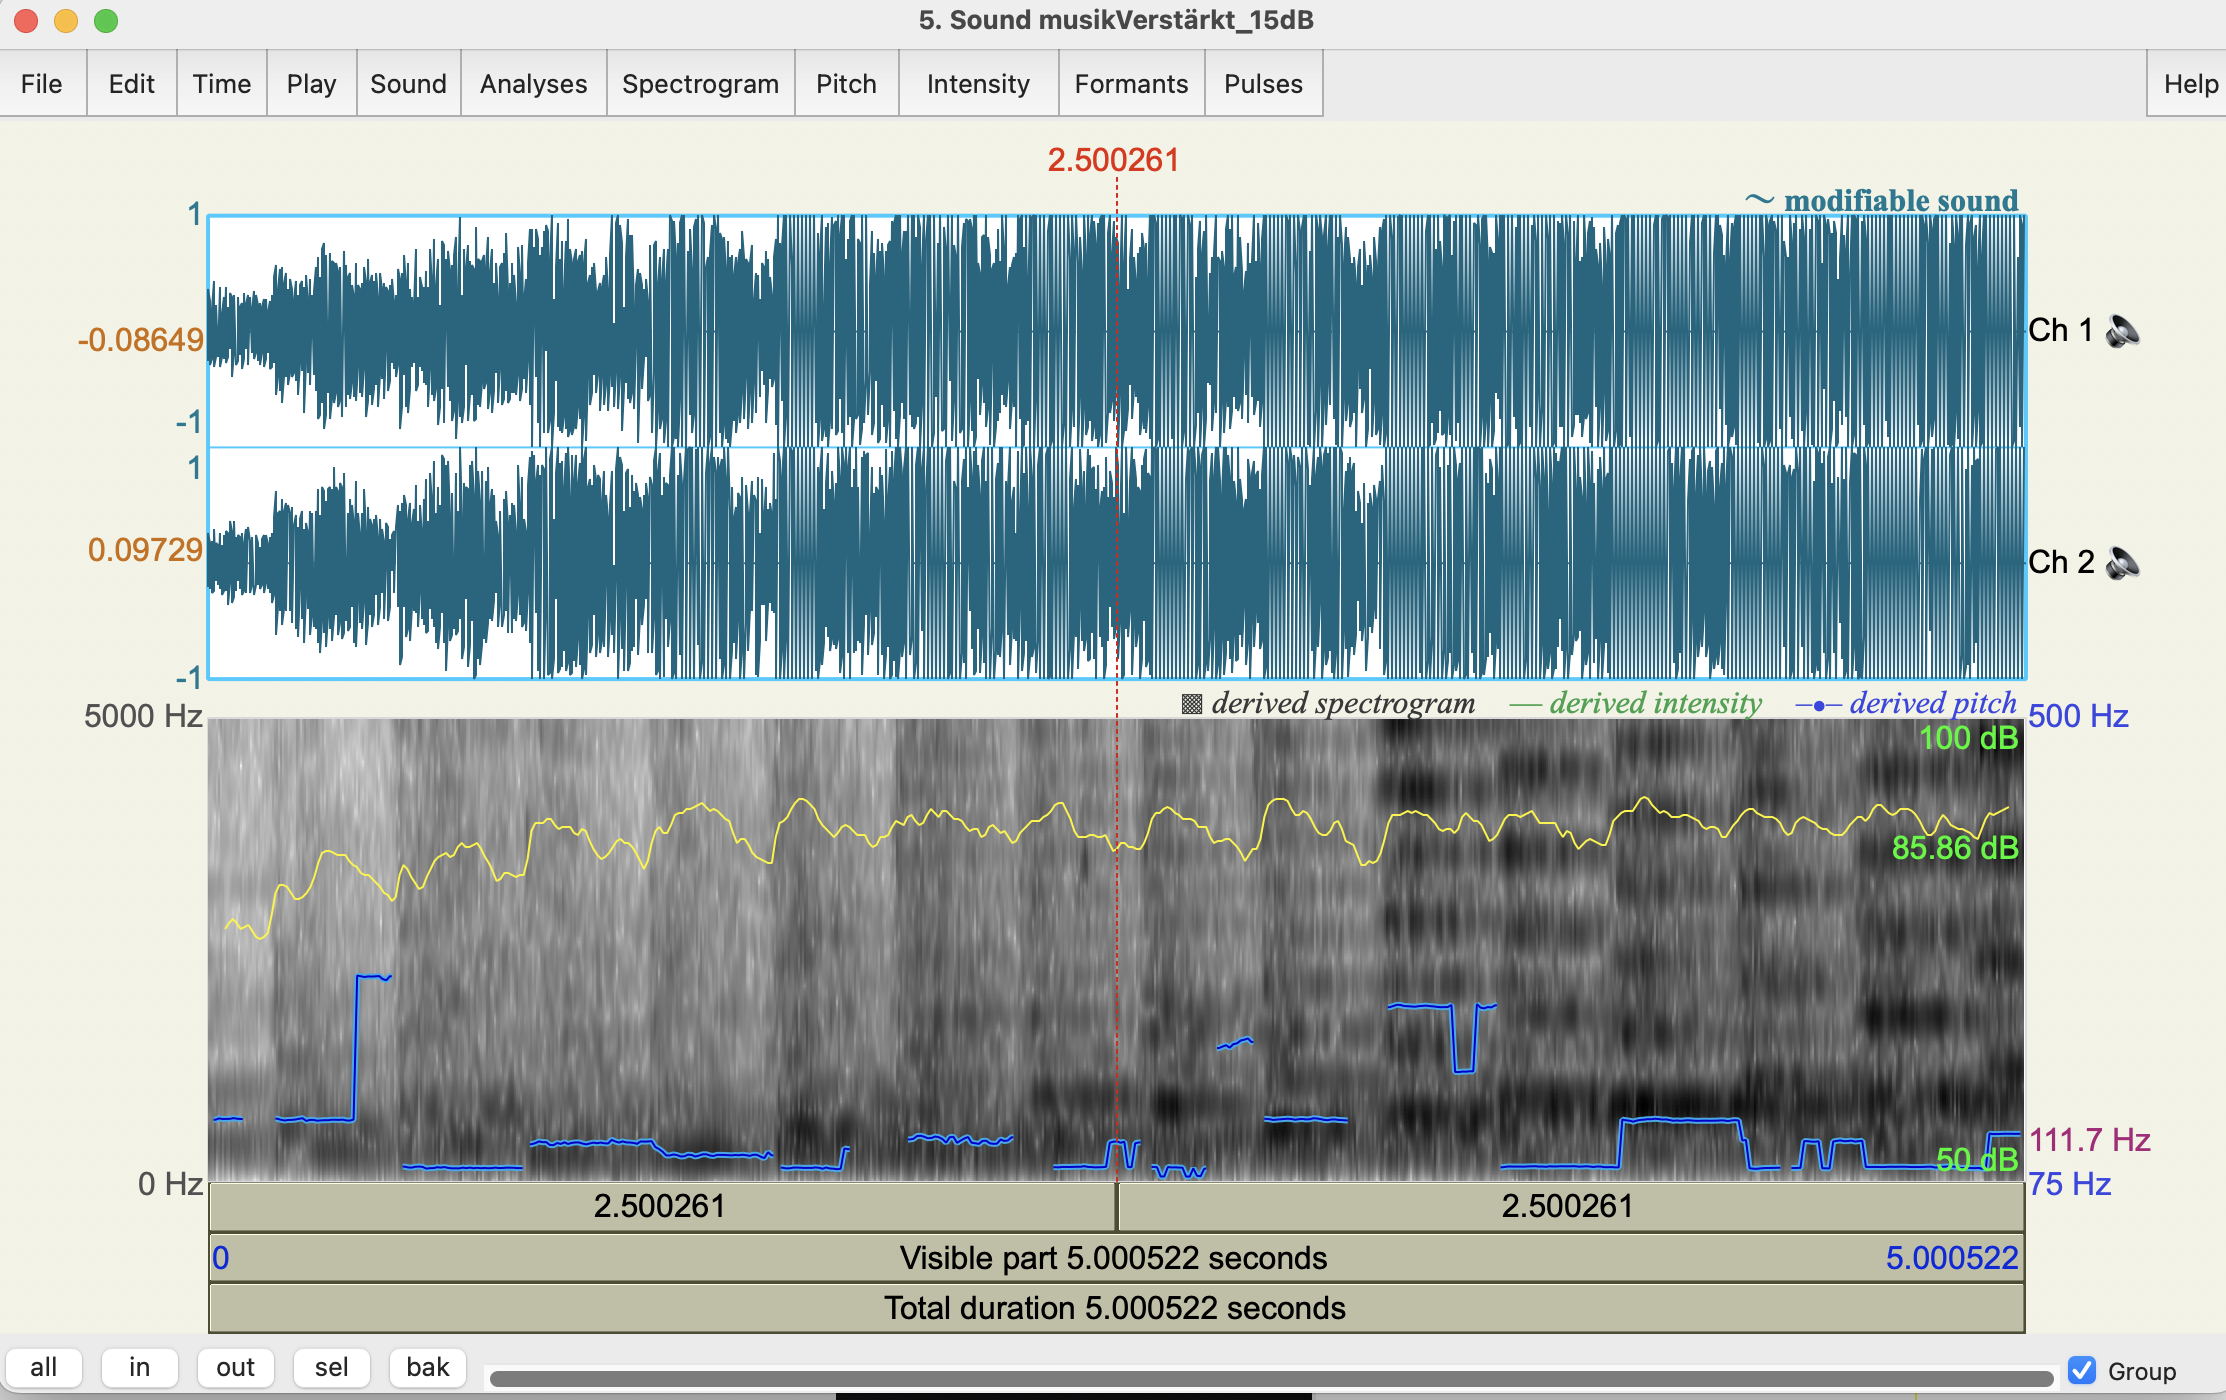 5. Sound musikVerstärkt_15dB
File Edit Time Play Sound Analyses Spectrogram Pitch Intensity Formants Pulses Help
2.500261
~ modifiable sound
1
-0.08649
-1
Ch 1
1
0.09729
-1
Ch 2
derived spectrogram derived intensity derived pitch
5000 Hz
500 Hz
100 dB
85.86 dB
111.7 Hz
50 dB
0 Hz
75 Hz
2.500261 2.500261
0 Visible part 5.000522 seconds 5.000522
Total duration 5.000522 seconds
all in out sel bak Group